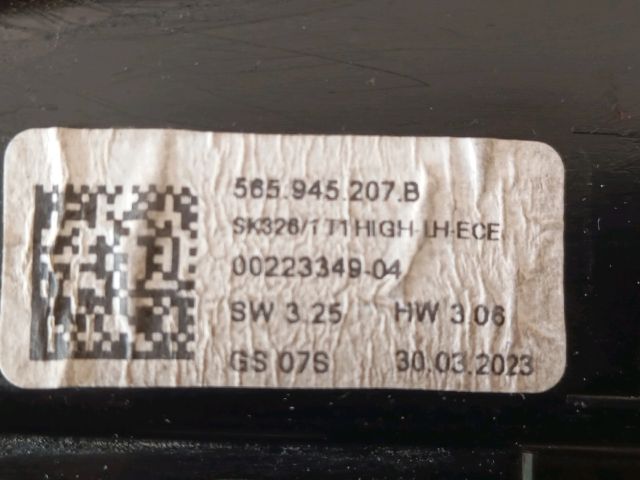 565.945.207.B
SK326/1 T1 HIGH-LH-ECE
00223349-04
SW 3.25 HW 3.06
GS 07S 30.03.2023